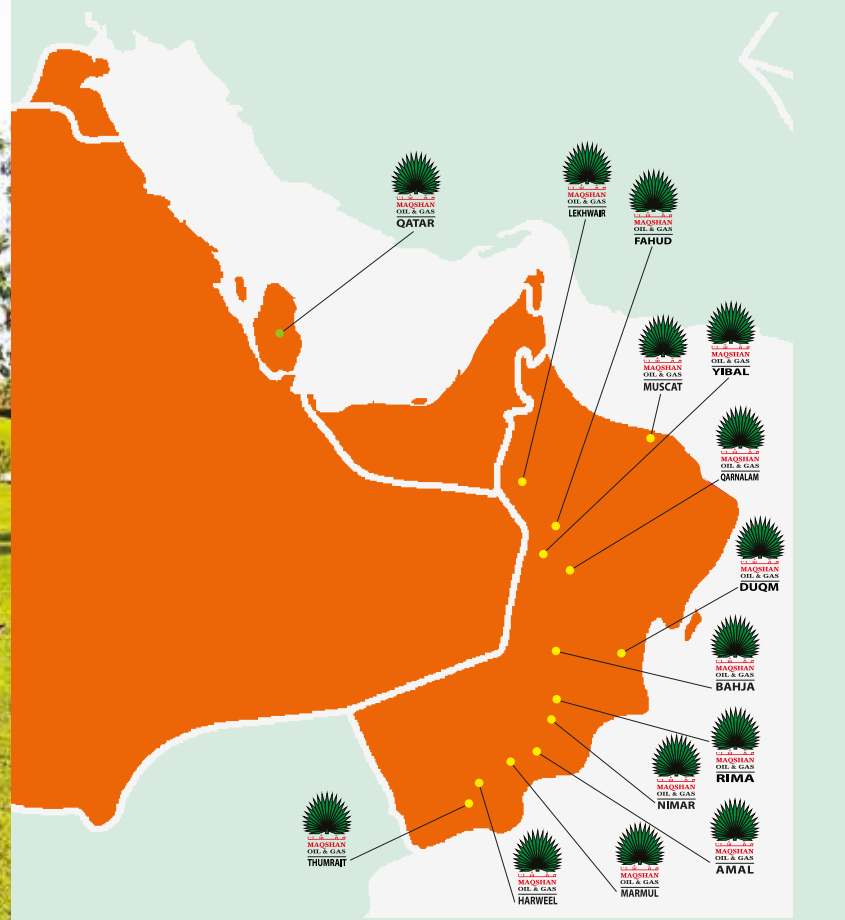 MAQSHAN
OIL & GAS
QATAR
MAQSHAN
OIL & GAS
LEKHWAIR
MAQSHAN
OIL & GAS
FAHUD
MAQSHAN
OIL & GAS
MUSCAT
MAQSHAN
OIL & GAS
YIBAL
MAQSHAN
OIL & GAS
QARNALAM
MAQSHAN
OIL & GAS
DUQM
MAQSHAN
OIL & GAS
BAHJA
MAQSHAN
OIL & GAS
RIMA
MAQSHAN
OIL & GAS
NIMAR
MAQSHAN
OIL & GAS
AMAL
MAQSHAN
OIL & GAS
THUMRAIT
MAQSHAN
OIL & GAS
MARMUL
MAQSHAN
OIL & GAS
HARWEEL